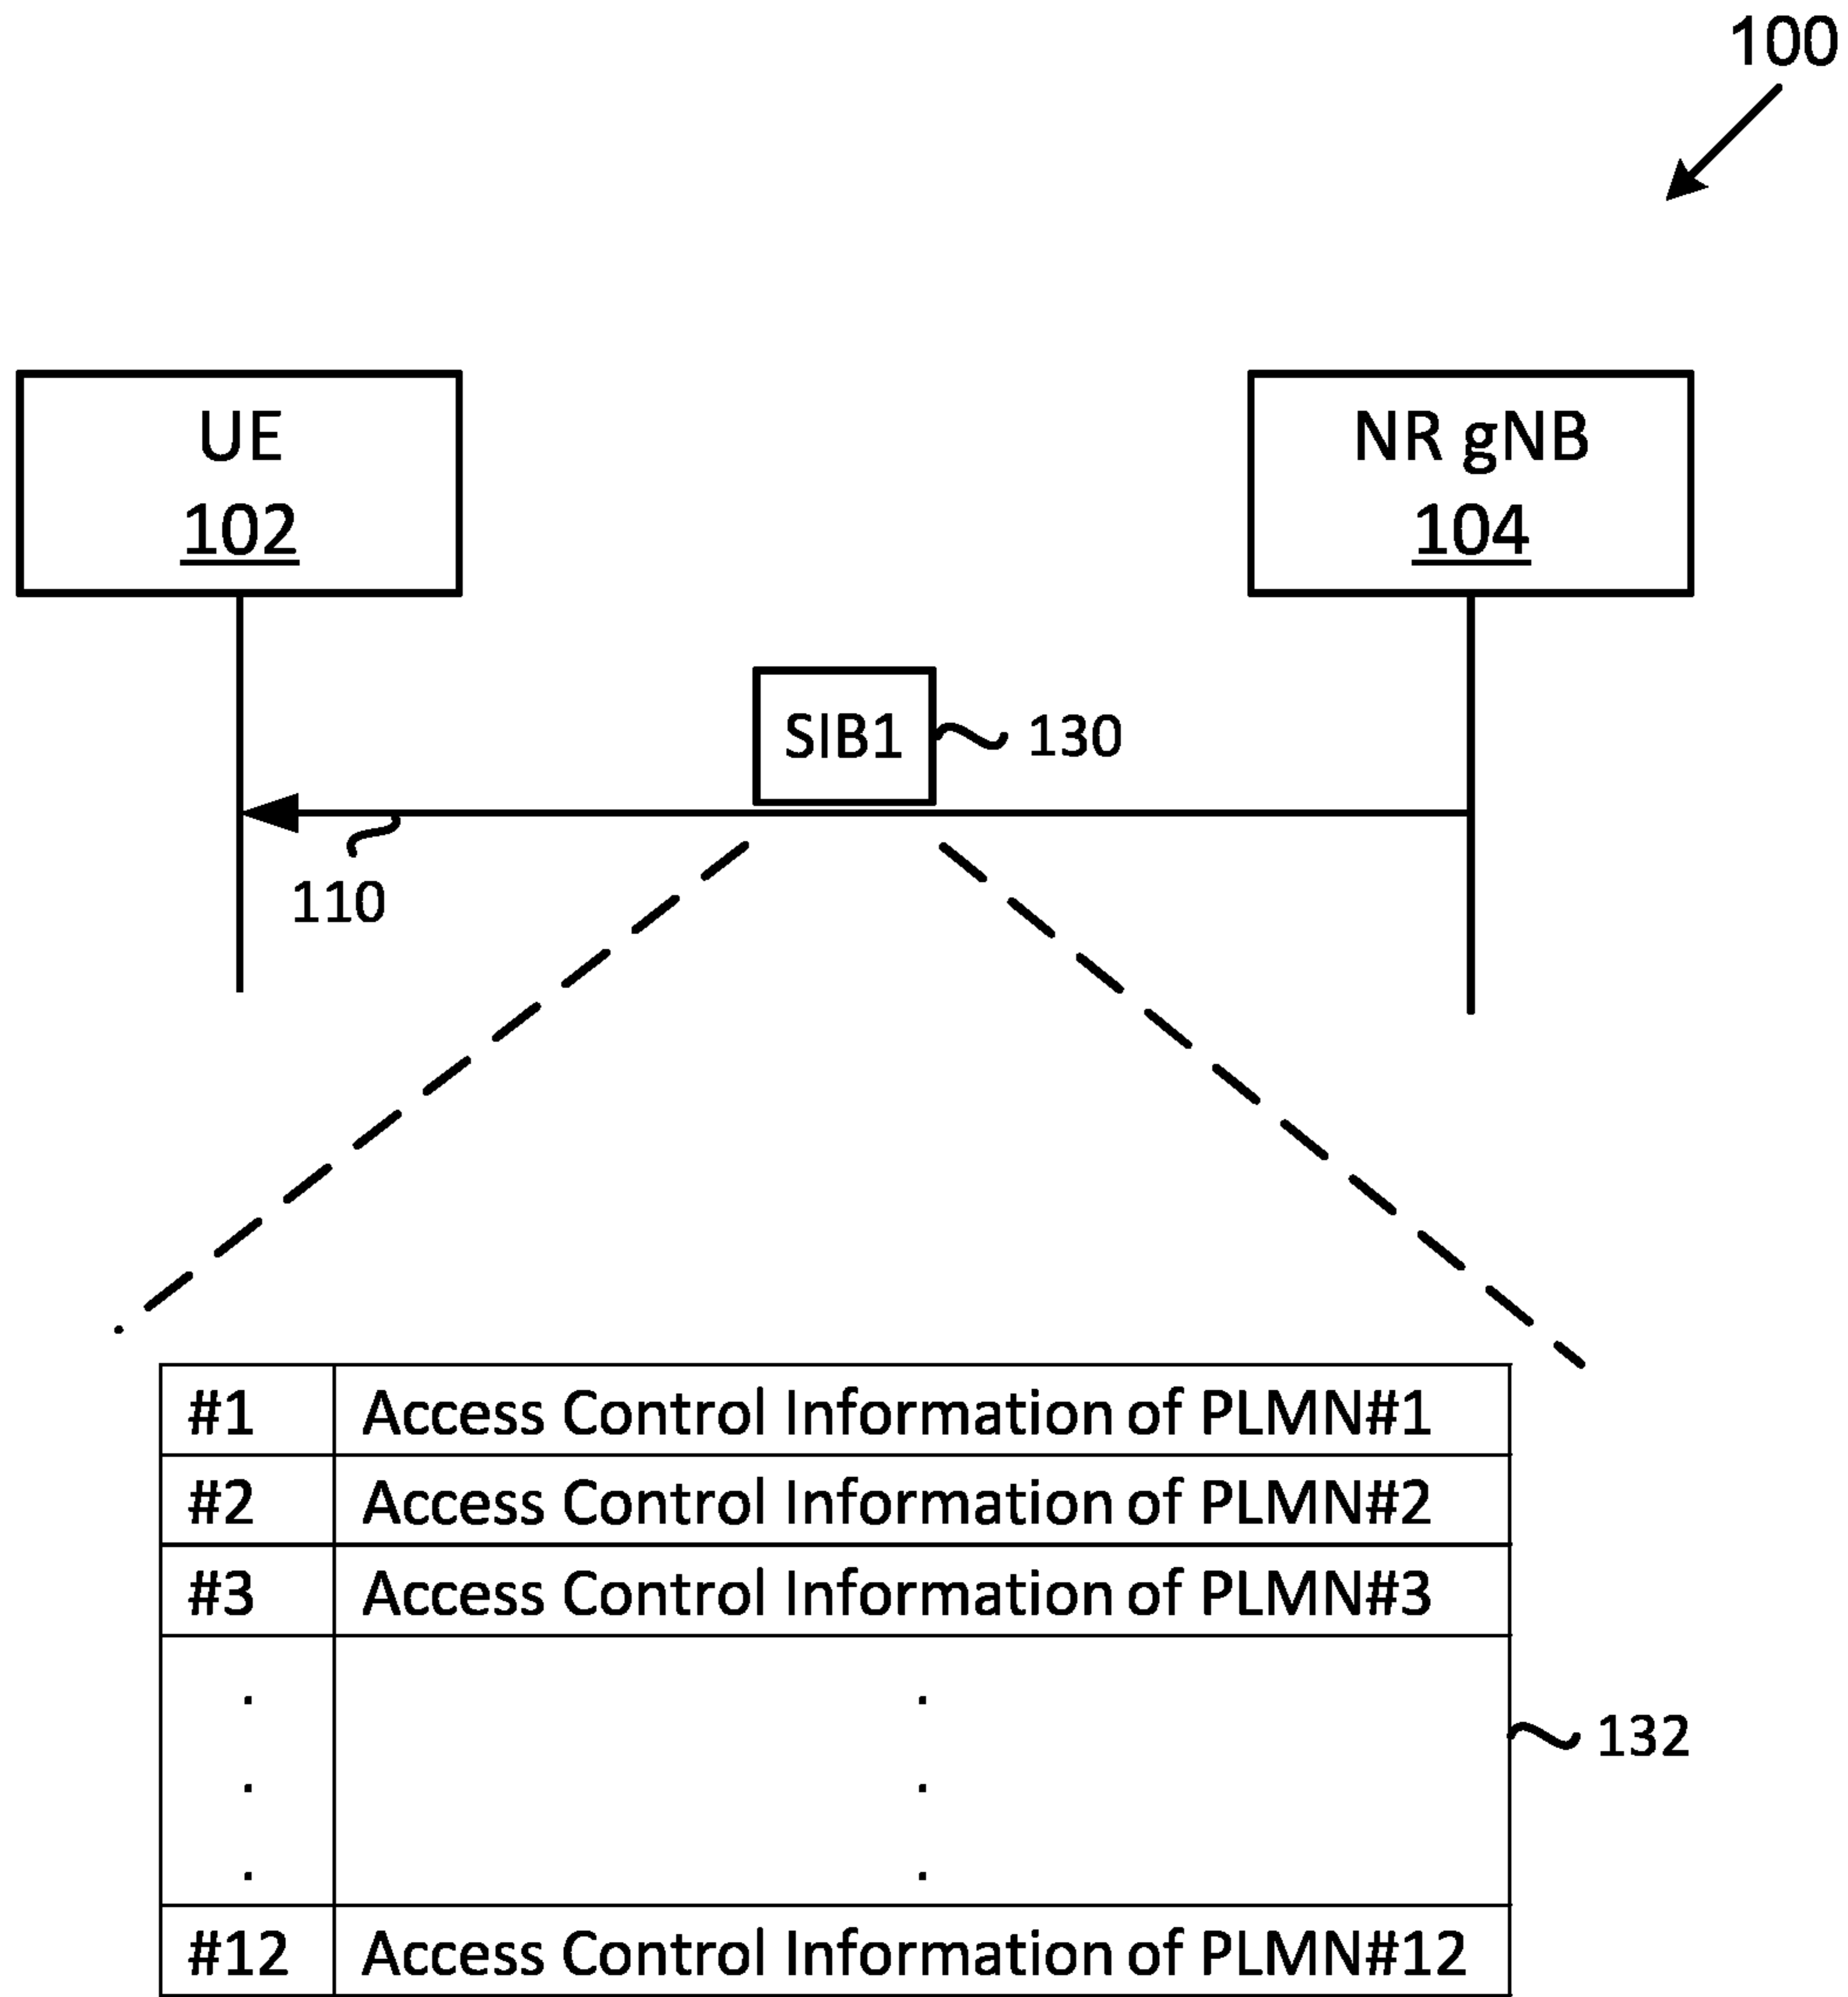 100
UE
102
NR gNB
104
SIB1
130
110
#1 Access Control Information of PLMN#1
#2 Access Control Information of PLMN#2
#3 Access Control Information of PLMN#3
. .
. .
. .
132
#12 Access Control Information of PLMN#12